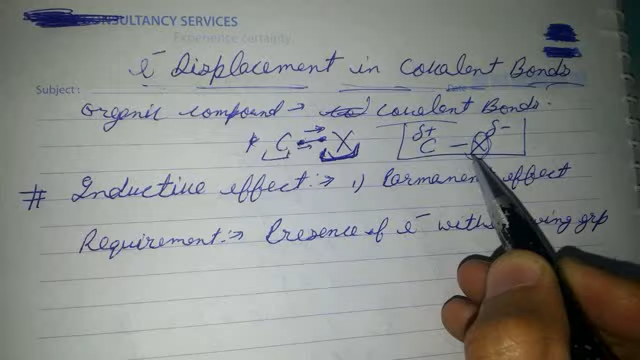 CONSULTANCY SERVICES
Experience certainty.
e⁻ Displacement in Covalent Bonds
Subject:
Organic compound → Covalent Bonds.
C X δ+ C — X δ-
# Inductive effect :→ 1) Permanent effect
Requirement :→ Presence of e⁻ grp